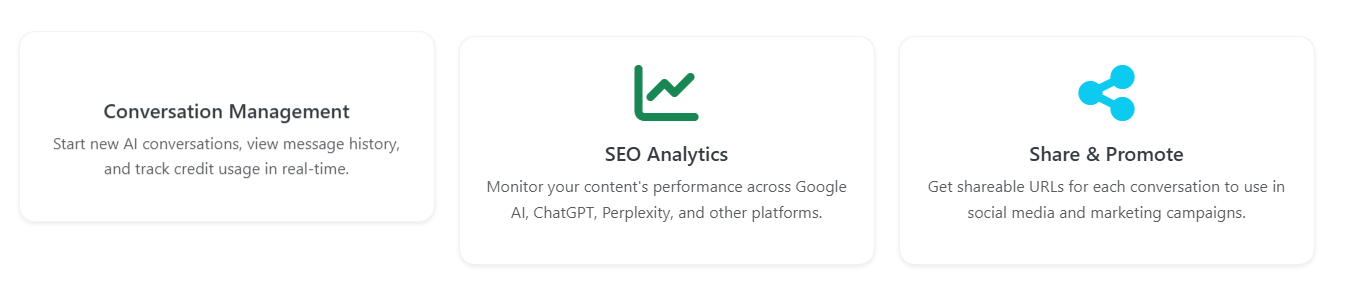 Conversation Management
Start new AI conversations, view message history,
and track credit usage in real-time.
SEO Analytics
Monitor your content's performance across Google
AI, ChatGPT, Perplexity, and other platforms.
Share & Promote
Get shareable URLs for each conversation to use in
social media and marketing campaigns.